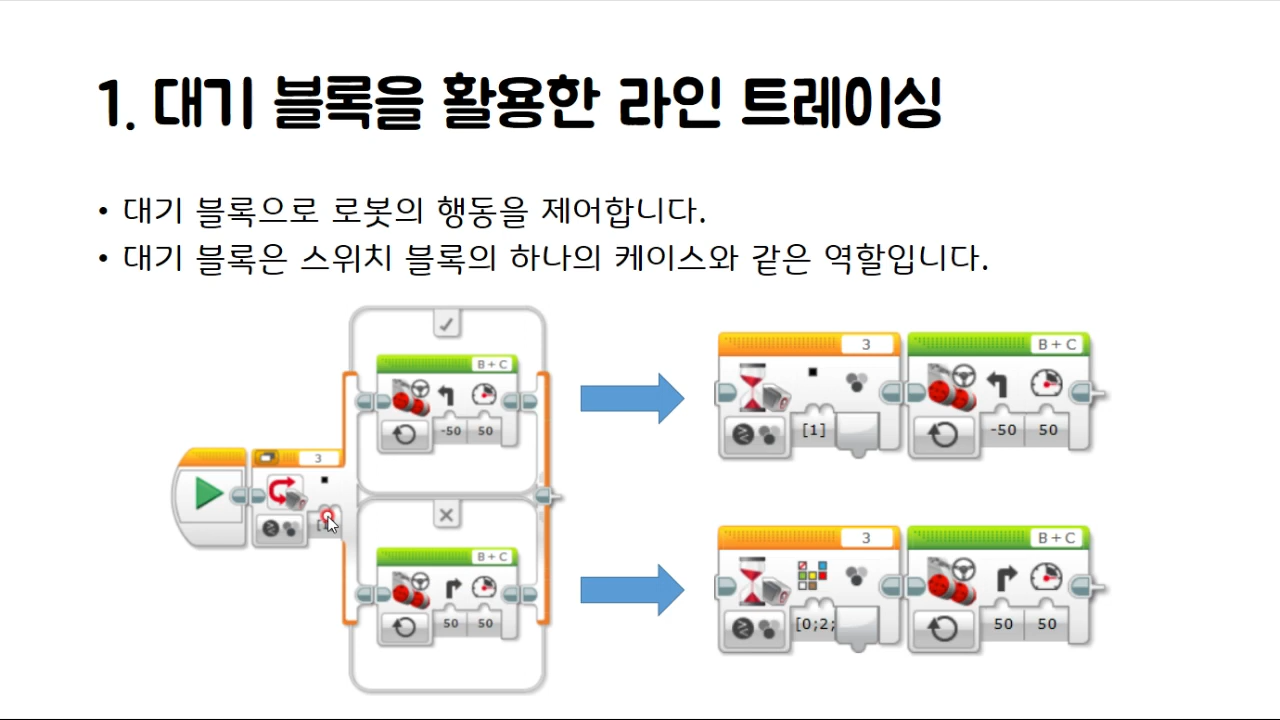 1. 대기 블록을 활용한 라인 트레이싱
• 대기 블록으로 로봇의 행동을 제어합니다.
• 대기 블록은 스위치 블록의 하나의 케이스와 같은 역할입니다.
B + C
-50 50
3
B + C
50 50
3
[1]
B + C
-50 50
3
[0;2;
B + C
50 50